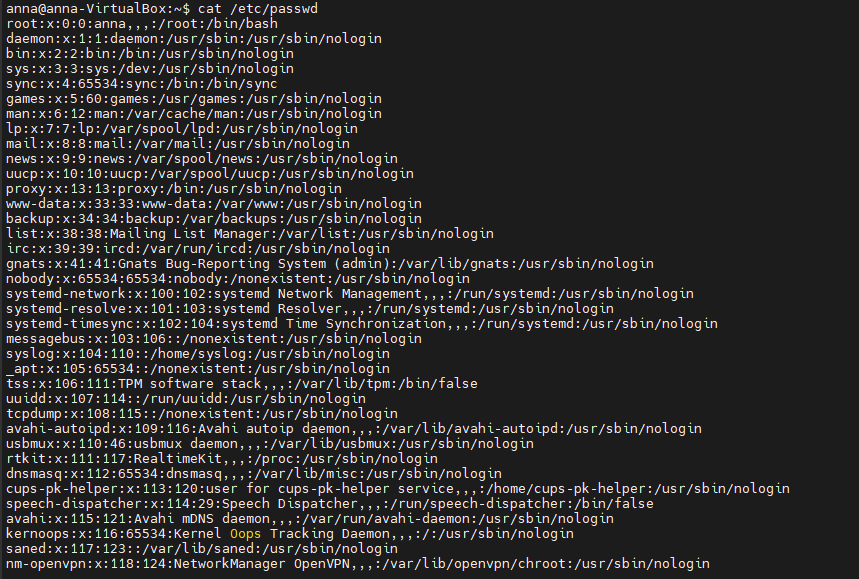 anna@anna-VirtualBox:~$ cat /etc/passwd
root:x:0:0:anna,,,:/root:/bin/bash
daemon:x:1:1:daemon:/usr/sbin:/usr/sbin/nologin
bin:x:2:2:bin:/bin:/usr/sbin/nologin
sys:x:3:3:sys:/dev:/usr/sbin/nologin
sync:x:4:65534:sync:/bin:/bin/sync
games:x:5:60:games:/usr/games:/usr/sbin/nologin
man:x:6:12:man:/var/cache/man:/usr/sbin/nologin
lp:x:7:7:lp:/var/spool/lpd:/usr/sbin/nologin
mail:x:8:8:mail:/var/mail:/usr/sbin/nologin
news:x:9:9:news:/var/spool/news:/usr/sbin/nologin
uucp:x:10:10:uucp:/var/spool/uucp:/usr/sbin/nologin
proxy:x:13:13:proxy:/bin:/usr/sbin/nologin
www-data:x:33:33:www-data:/var/www:/usr/sbin/nologin
backup:x:34:34:backup:/var/backups:/usr/sbin/nologin
list:x:38:38:Mailing List Manager:/var/list:/usr/sbin/nologin
irc:x:39:39:ircd:/var/run/ircd:/usr/sbin/nologin
gnats:x:41:41:Gnats Bug-Reporting System (admin):/var/lib/gnats:/usr/sbin/nologin
nobody:x:65534:65534:nobody:/nonexistent:/usr/sbin/nologin
systemd-network:x:100:102:systemd Network Management,,,:/run/systemd:/usr/sbin/nologin
systemd-resolve:x:101:103:systemd Resolver,,,:/run/systemd:/usr/sbin/nologin
systemd-timesync:x:102:104:systemd Time Synchronization,,,:/run/systemd:/usr/sbin/nologin
messagebus:x:103:106::/nonexistent:/usr/sbin/nologin
syslog:x:104:110::/home/syslog:/usr/sbin/nologin
_apt:x:105:65534::/nonexistent:/usr/sbin/nologin
tss:x:106:111:TPM software stack,,,:/var/lib/tpm:/bin/false
uuidd:x:107:114::/run/uuidd:/usr/sbin/nologin
tcpdump:x:108:115::/nonexistent:/usr/sbin/nologin
avahi-autoipd:x:109:116:Avahi autoip daemon,,,:/var/lib/avahi-autoipd:/usr/sbin/nologin
usbmux:x:110:46:usbmux daemon,,,:/var/lib/usbmux:/usr/sbin/nologin
rtkit:x:111:117:RealtimeKit,,,:/proc:/usr/sbin/nologin
dnsmasq:x:112:65534:dnsmasq,,,:/var/lib/misc:/usr/sbin/nologin
cups-pk-helper:x:113:120:user for cups-pk-helper service,,,:/home/cups-pk-helper:/usr/sbin/nologin
speech-dispatcher:x:114:29:Speech Dispatcher,,,:/run/speech-dispatcher:/bin/false
avahi:x:115:121:Avahi mDNS daemon,,,:/var/run/avahi-daemon:/usr/sbin/nologin
kernoops:x:116:65534:Kernel Oops Tracking Daemon,,,:/:/usr/sbin/nologin
saned:x:117:123::/var/lib/saned:/usr/sbin/nologin
nm-openvpn:x:118:124:NetworkManager OpenVPN,,,:/var/lib/openvpn/chroot:/usr/sbin/nologin